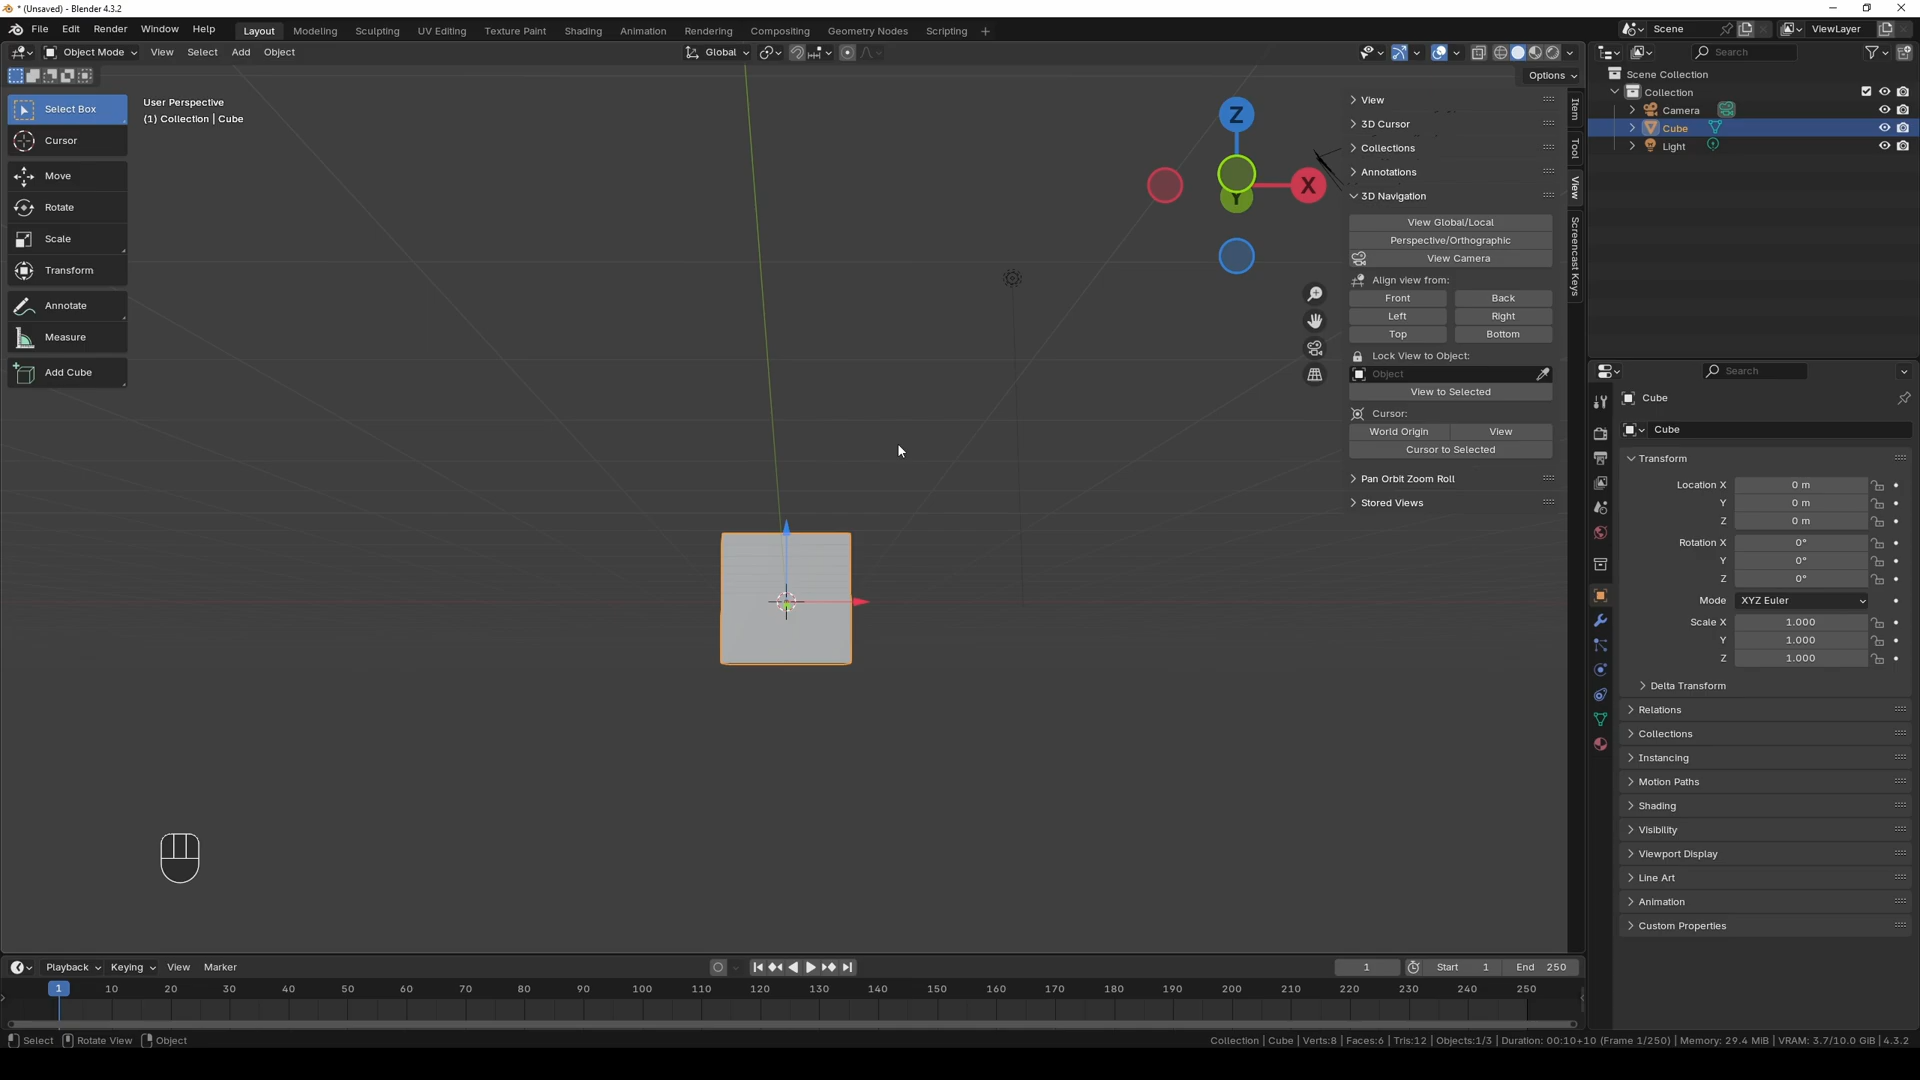 * (Unsaved) - Blender 4.3.2
File Edit Render Window Help Layout Modeling Sculpting UV Editing Texture Paint Shading Animation Rendering Compositing Geometry Nodes Scripting + Scene ViewLayer
Object Mode View Select Add Object Global Search
Options
Select Box
Cursor
Move
Rotate
Scale
Transform
Annotate
Measure
Add Cube
User Perspective
(1) Collection | Cube
Z
X
Y
View
3D Cursor
Collections
Annotations
3D Navigation
View Global/Local
Perspective/Orthographic
View Camera
Align view from:
Front Back
Left Right
Top Bottom
Lock View to Object:
Object
View to Selected
Cursor:
World Origin View
Cursor to Selected
Pan Orbit Zoom Roll
Stored Views
Item
Tool
View
Screencast Keys
Scene Collection
Collection
Camera
Cube
Light
Search
Cube
Cube
Transform
Location X 0 m
Y 0 m
Z 0 m
Rotation X 0°
Y 0°
Z 0°
Mode XYZ Euler
Scale X 1.000
Y 1.000
Z 1.000
Delta Transform
Relations
Collections
Instancing
Motion Paths
Shading
Visibility
Viewport Display
Line Art
Animation
Custom Properties
Playback Keying View Marker 1 Start 1 End 250
1 10 20 30 40 50 60 70 80 90 100 110 120 130 140 150 160 170 180 190 200 210 220 230 240 250
Select Rotate View Object Collection | Cube | Verts:8 | Faces:6 | Tris:12 | Objects:1/3 | Duration: 00:10+10 (Frame 1/250) | Memory: 29.4 MiB | VRAM: 3.7/10.0 GiB | 4.3.2